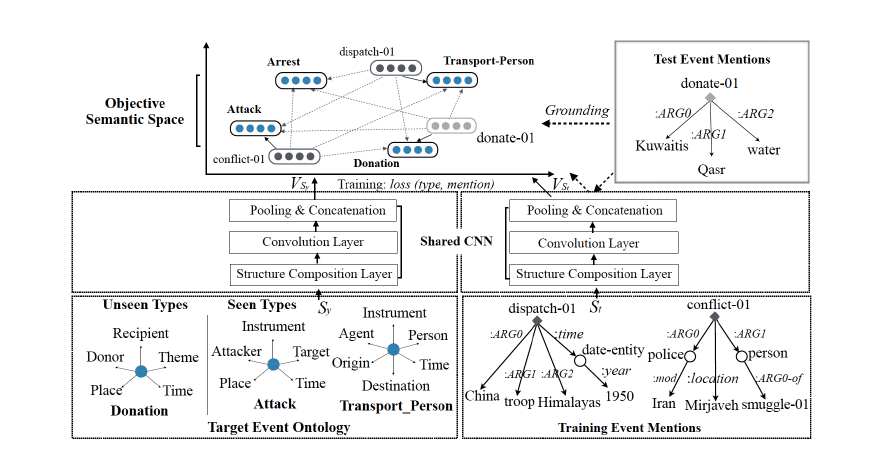 Objective
Semantic Space
dispatch-01
Arrest
Transport-Person
Attack
donate-01
conflict-01
Donation
Grounding
Test Event Mentions
donate-01
:ARG0
:ARG2
:ARG1
Kuwaitis
water
Qasr
V_Sy
Training: loss (type, mention)
V_St
Pooling & Concatenation
Convolution Layer
Structure Composition Layer
Shared CNN
Pooling & Concatenation
Convolution Layer
Structure Composition Layer
S_y
S_t
Unseen Types
Seen Types
Recipient
Donor
Theme
Place
Time
Donation
Instrument
Attacker
Target
Place
Time
Attack
Instrument
Agent
Person
Origin
Time
Destination
Transport_Person
Target Event Ontology
dispatch-01
:ARG0
:time
date-entity
:ARG1
:ARG2
:year
China
troop
Himalayas
1950
conflict-01
:ARG0
:ARG1
police
person
:mod
:location
:ARG0-of
Iran
Mirjaveh
smuggle-01
Training Event Mentions